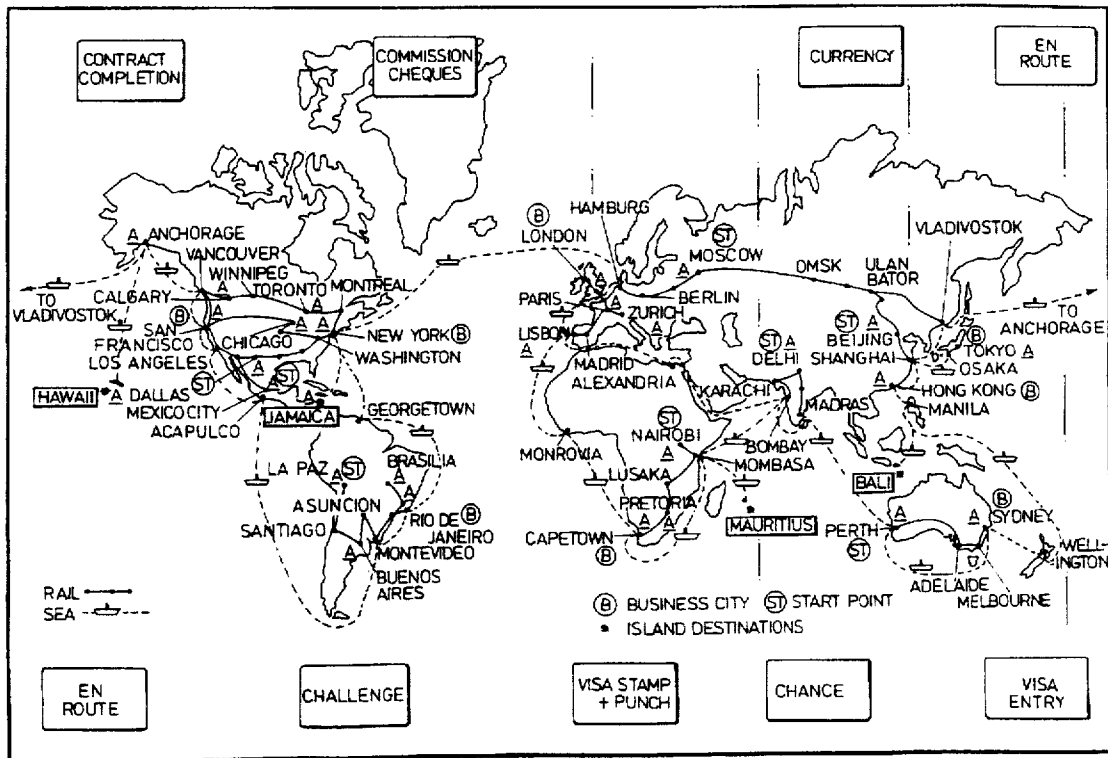 CONTRACT
COMPLETION
COMMISSION
CHEQUES
CURRENCY
EN
ROUTE
B
HAMBURG
LONDON
ST
MOSCOW
VLADIVOSTOK
A ANCHORAGE
VANCOUVER
WINNIPEG
TORONTO
MONTREAL
OMSK
ULAN
BATOR
CALGARY
TO
VLADIVOSTOK
B
SAN
FRANCISCO
LOS ANGELES
CHICAGO
NEW YORK B
WASHINGTON
PARIS
BERLIN
ZURICH
LISBON
A
MADRID
ALEXANDRIA
ST A
DELHI
KARACHI
ST A
BEIJING
SHANGHAI
TO
ANCHORAGE
B
TOKYO A
OSAKA
HONG KONG B
MANILA
HAWAII
A DALLAS
ST
MEXICO CITY
ACAPULCO
ST
A
JAMAICA
GEORGETOWN
MADRAS
BOMBAY
MOMBASA
ST
NAIROBI
A
MONROVIA
LUSAKA
PRETORIA
LA PAZ
ST
A
BRASILIA
A
ASUNCION
SANTIAGO
RIO DE B
JANEIRO
MONTEVIDEO
A
BUENOS
AIRES
CAPETOWN
B
A A
MAURITIUS
BALI
PERTH
A
ST
B
SYDNEY
A
WELL-
INGTON
ADELAIDE
MELBOURNE
RAIL
SEA
B BUSINESS CITY ST START POINT
ISLAND DESTINATIONS
EN
ROUTE
CHALLENGE
VISA STAMP
+ PUNCH
CHANCE
VISA
ENTRY